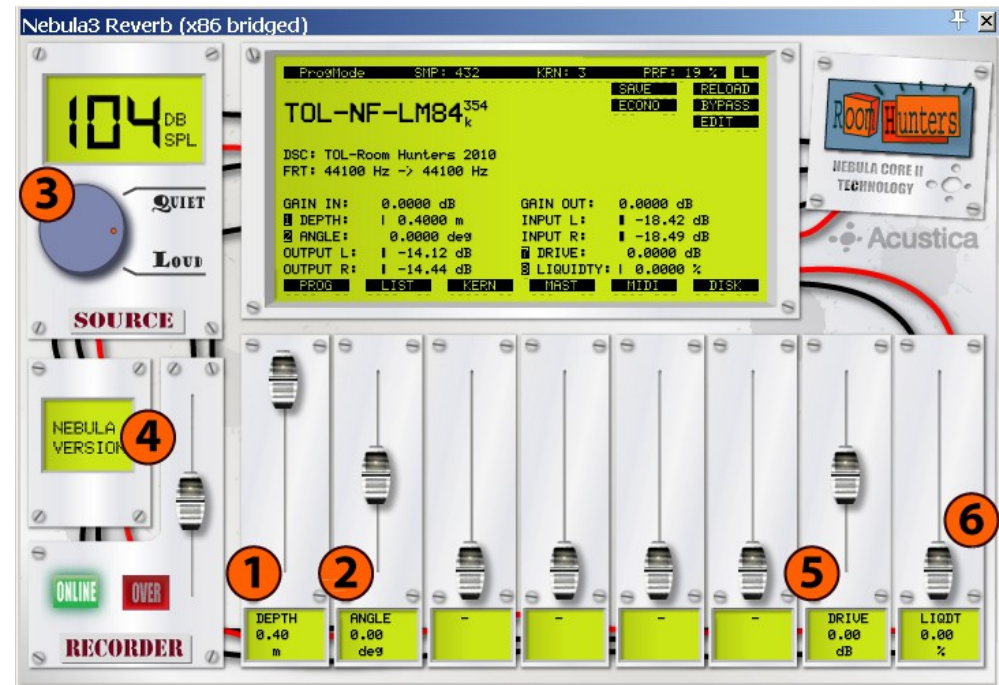 Nebula3 Reverb (x86 bridged)
104 DB SPL
3
QUIET
LOUD
SOURCE
ProgMode SMP: 432 KRN: 3 PRF: 19 % L
SAVE RELOAD
TOL-NF-LM84 354 k
ECONO BYPASS
EDIT
DSC: TOL-Room Hunters 2010
FRT: 44100 Hz -> 44100 Hz
GAIN IN: 0.0000 dB GAIN OUT: 0.0000 dB
1 DEPTH: 0.4000 m INPUT L: -18.42 dB
2 ANGLE: 0.0000 deg INPUT R: -18.49 dB
OUTPUT L: -14.12 dB 7 DRIVE: 0.0000 dB
OUTPUT R: -14.44 dB 8 LIQUIDTY: 0.0000 %
PROG LIST KERN MAST MIDI DISK
Room Hunters
NEBULA CORE II
TECHNOLOGY
Acustica
NEBULA
VERSION
4
ONLINE OVER
RECORDER
1 2 5 6
DEPTH ANGLE - - - - DRIVE LIQDT
0.40 0.00 0.00 0.00
m deg dB %